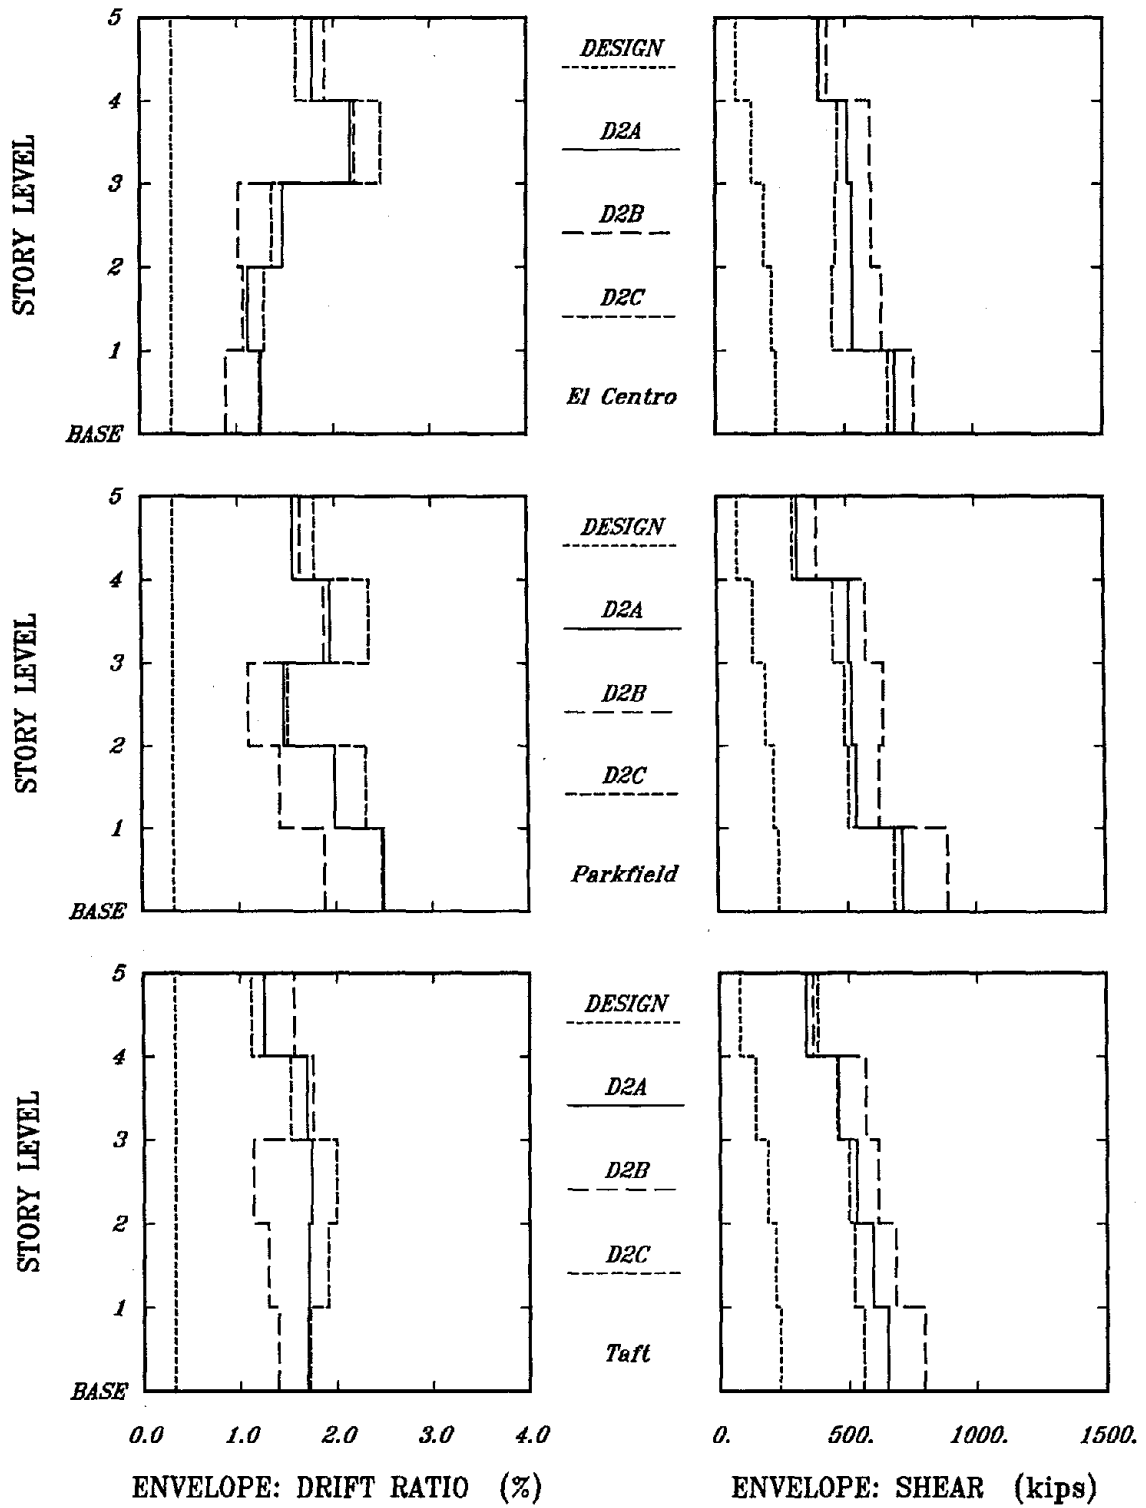 5
4
3
2
1
BASE
STORY LEVEL
DESIGN
D2A
D2B
D2C
El Centro
5
4
3
2
1
BASE
STORY LEVEL
DESIGN
D2A
D2B
D2C
Parkfield
5
4
3
2
1
BASE
STORY LEVEL
DESIGN
D2A
D2B
D2C
Taft
0.0 1.0 2.0 3.0 4.0
0. 500. 1000. 1500.
ENVELOPE: DRIFT RATIO (%)
ENVELOPE: SHEAR (kips)